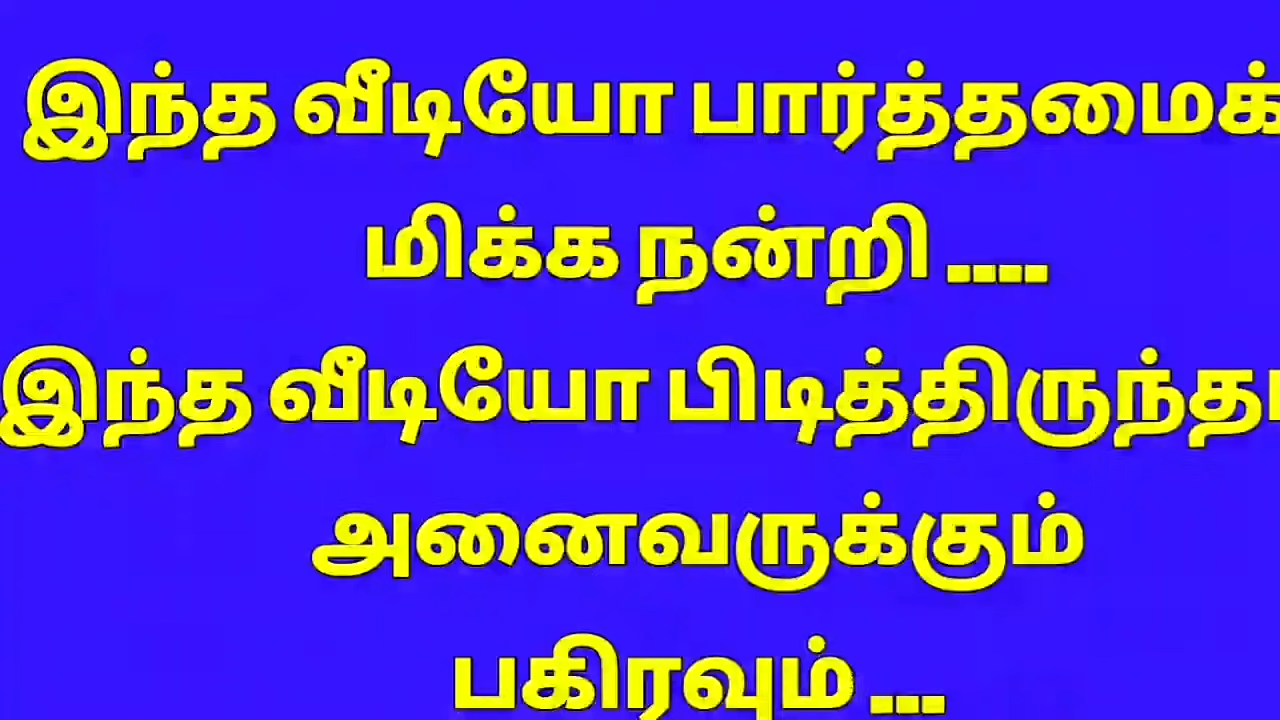 இந்த வீடியோ பார்த்தமைக்
மிக்க நன்றி ....
இந்த வீடியோ பிடித்திருந்தா
அனைவருக்கும்
பகிரவும் ...